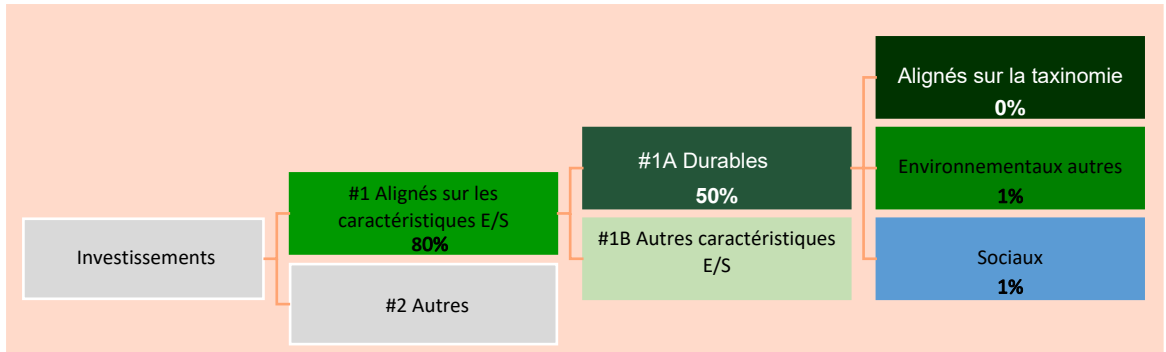 Investissements
#1 Alignés sur les
caractéristiques E/S
80%
#2 Autres
#1A Durables
50%
#1B Autres caractéristiques
E/S
Alignés sur la taxinomie
0%
Environnementaux autres
1%
Sociaux
1%